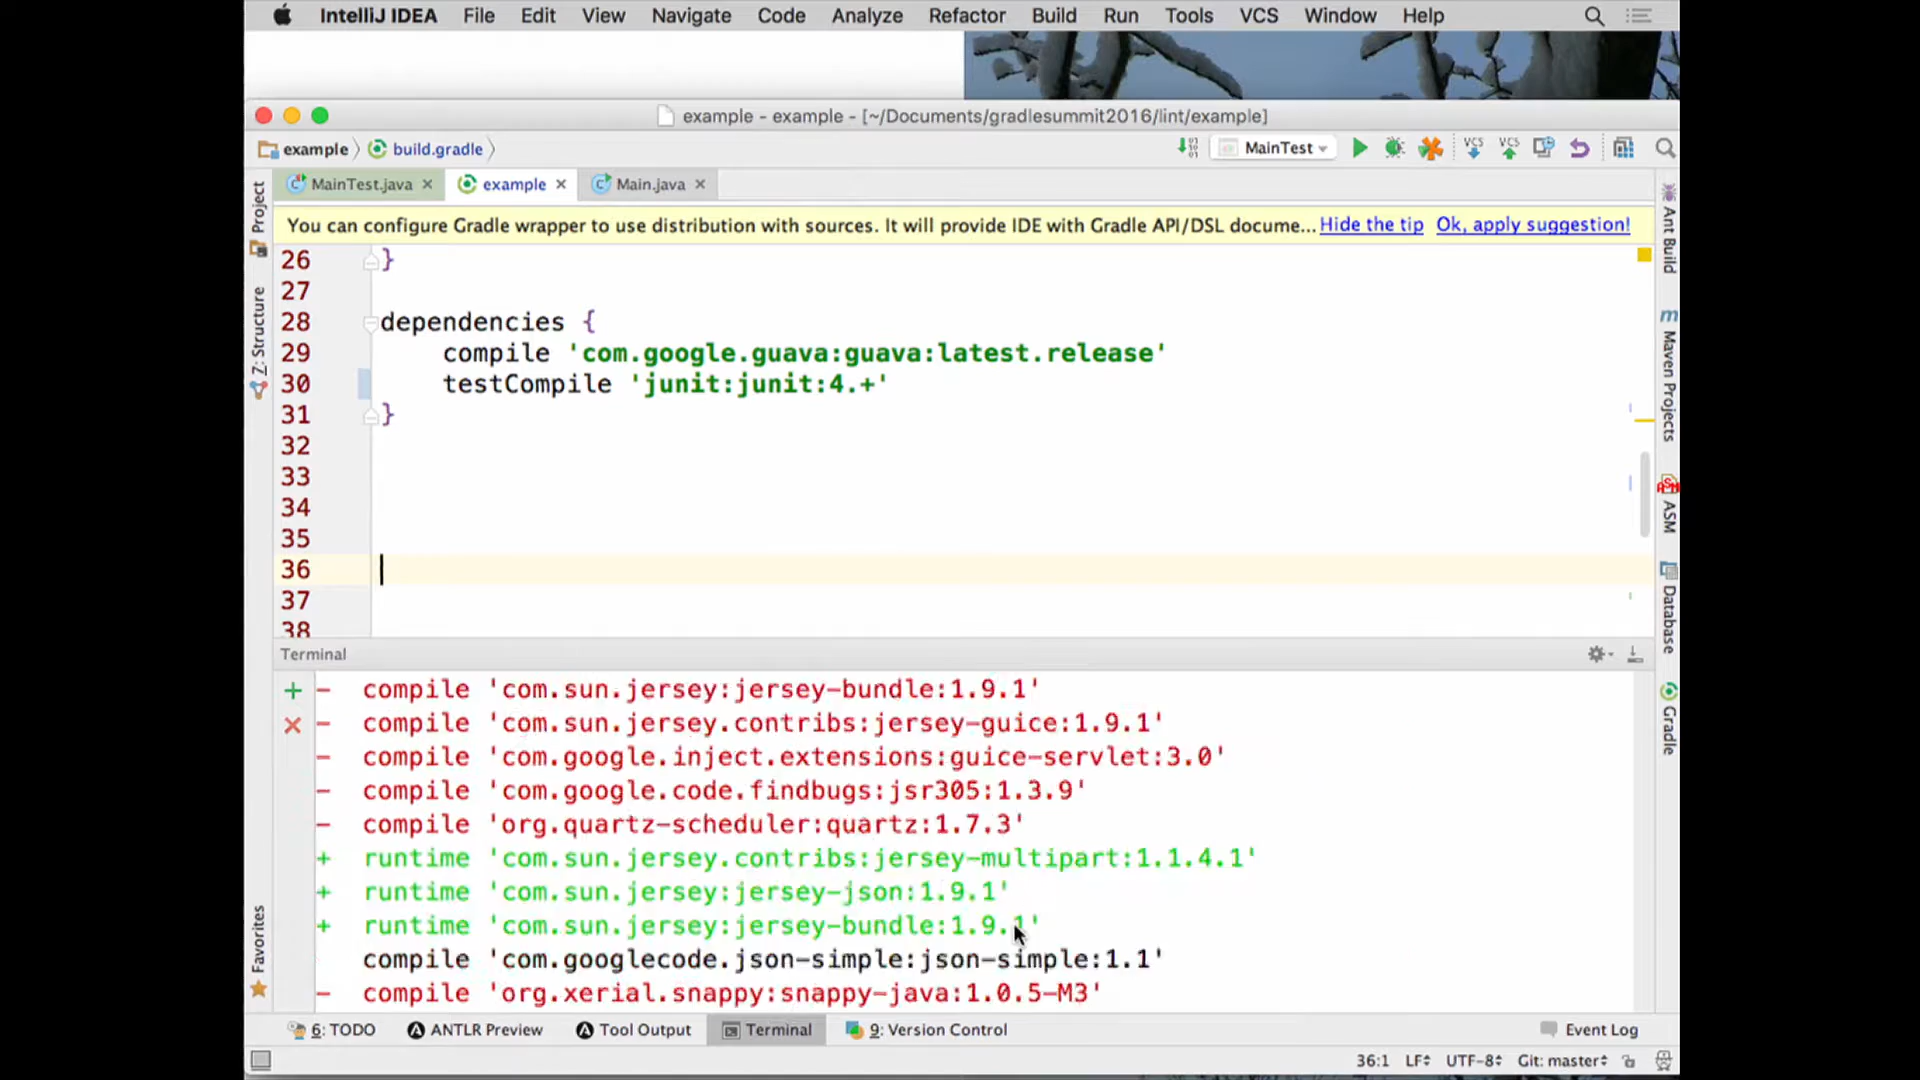 IntelliJ IDEA File Edit View Navigate Code Analyze Refactor Build Run Tools VCS Window Help
example - example - [~/Documents/gradlesummit2016/lint/example]
example build.gradle MainTest VCS VCS
MainTest.java example Main.java
You can configure Gradle wrapper to use distribution with sources. It will provide IDE with Gradle API/DSL docume... Hide the tip Ok, apply suggestion!
26 }
27
28 dependencies {
29 compile 'com.google.guava:guava:latest.release'
30 testCompile 'junit:junit:4.+'
31 }
32
33
34
35
36
37
38
Project
Z: Structure
Favorites
Ant Build
Maven Projects
ASM
Database
Gradle
Terminal
- compile 'com.sun.jersey:jersey-bundle:1.9.1'
- compile 'com.sun.jersey.contribs:jersey-guice:1.9.1'
- compile 'com.google.inject.extensions:guice-servlet:3.0'
- compile 'com.google.code.findbugs:jsr305:1.3.9'
- compile 'org.quartz-scheduler:quartz:1.7.3'
+ runtime 'com.sun.jersey.contribs:jersey-multipart:1.1.4.1'
+ runtime 'com.sun.jersey:jersey-json:1.9.1'
+ runtime 'com.sun.jersey:jersey-bundle:1.9.1'
compile 'com.googlecode.json-simple:json-simple:1.1'
- compile 'org.xerial.snappy:snappy-java:1.0.5-M3'
6: TODO ANTLR Preview Tool Output Terminal 9: Version Control Event Log
36:1 LF UTF-8 Git: master